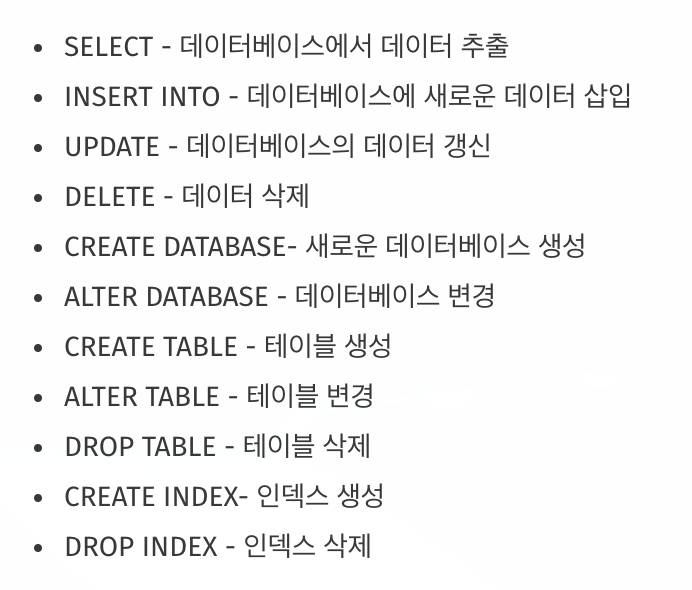 • SELECT - 데이터베이스에서 데이터 추출
• INSERT INTO - 데이터베이스에 새로운 데이터 삽입
• UPDATE - 데이터베이스의 데이터 갱신
• DELETE - 데이터 삭제
• CREATE DATABASE- 새로운 데이터베이스 생성
• ALTER DATABASE - 데이터베이스 변경
• CREATE TABLE - 테이블 생성
• ALTER TABLE - 테이블 변경
• DROP TABLE - 테이블 삭제
• CREATE INDEX- 인덱스 생성
• DROP INDEX - 인덱스 삭제